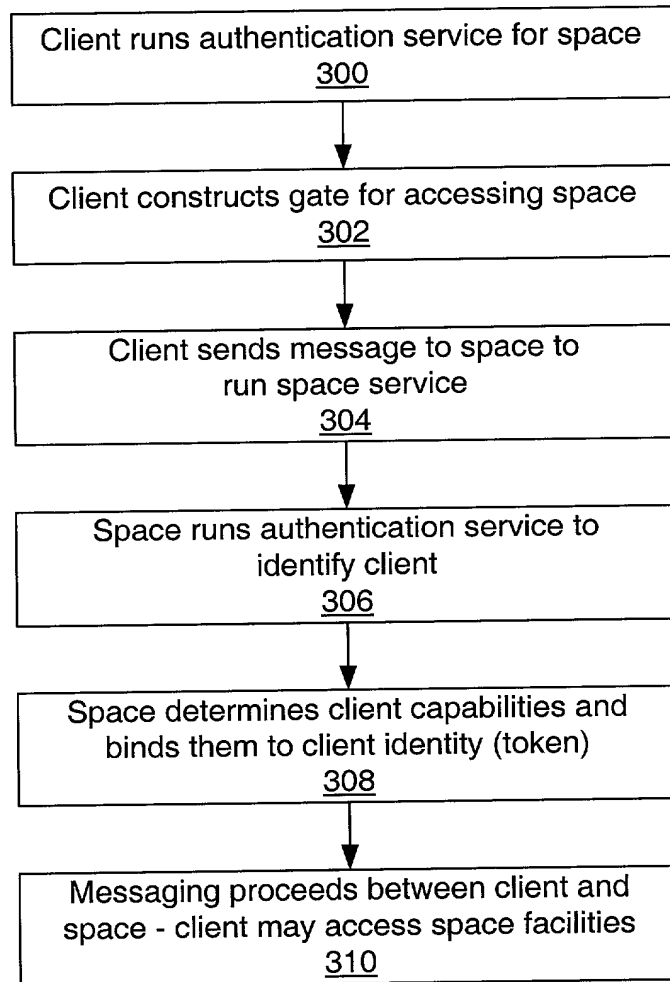 Client runs authentication service for space
300
Client constructs gate for accessing space
302
Client sends message to space to
run space service
304
Space runs authentication service to
identify client
306
Space determines client capabilities and
binds them to client identity (token)
308
Messaging proceeds between client and
space - client may access space facilities
310